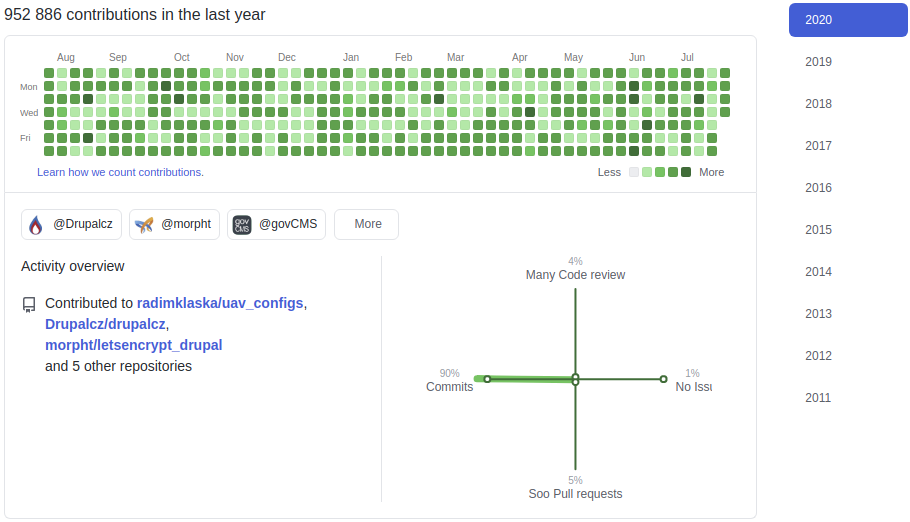 952 886 contributions in the last year
2020
Aug Sep Oct Nov Dec Jan Feb Mar Apr May Jun Jul
Mon
Wed
Fri
Learn how we count contributions.
Less More
@Drupalcz @morpht gov CMS @govCMS More
Activity overview
Contributed to radimklaska/uav_configs,
Drupalcz/drupalcz,
morpht/letsencrypt_drupal
and 5 other repositories
4%
Many Code review
90%
Commits
1%
No Issu
5%
Soo Pull requests
2019
2018
2017
2016
2015
2014
2013
2012
2011